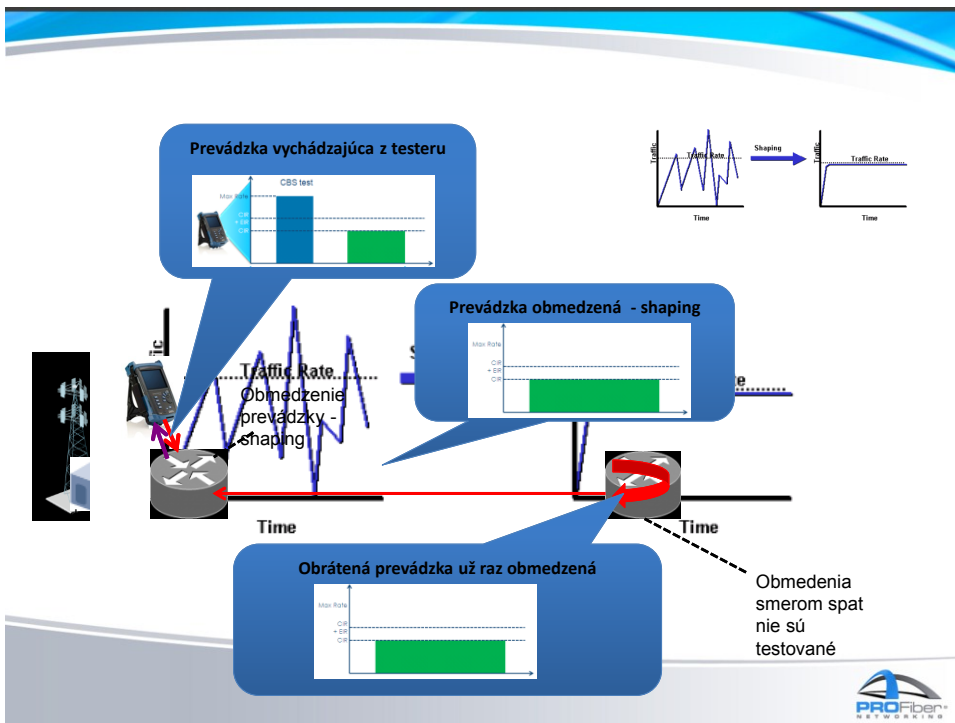 Prevádzka vychádzajúca z testeru
CBS test
Max Rate
CIR
+ EIR
CIR
Traffic
Traffic Rate
Time
Shaping
Traffic
Traffic Rate
Time
Prevádzka obmedzená - shaping
Max Rate
CIR
+ EIR
CIR
Traffic Rate
Obmedzenie
prevádzky -
shaping
Time
Time
Obrátená prevádzka už raz obmedzená
Max Rate
CIR
+ EIR
CIR
Obmedenia
smerom spat
nie sú
testované
PROFiber
NETWORKING